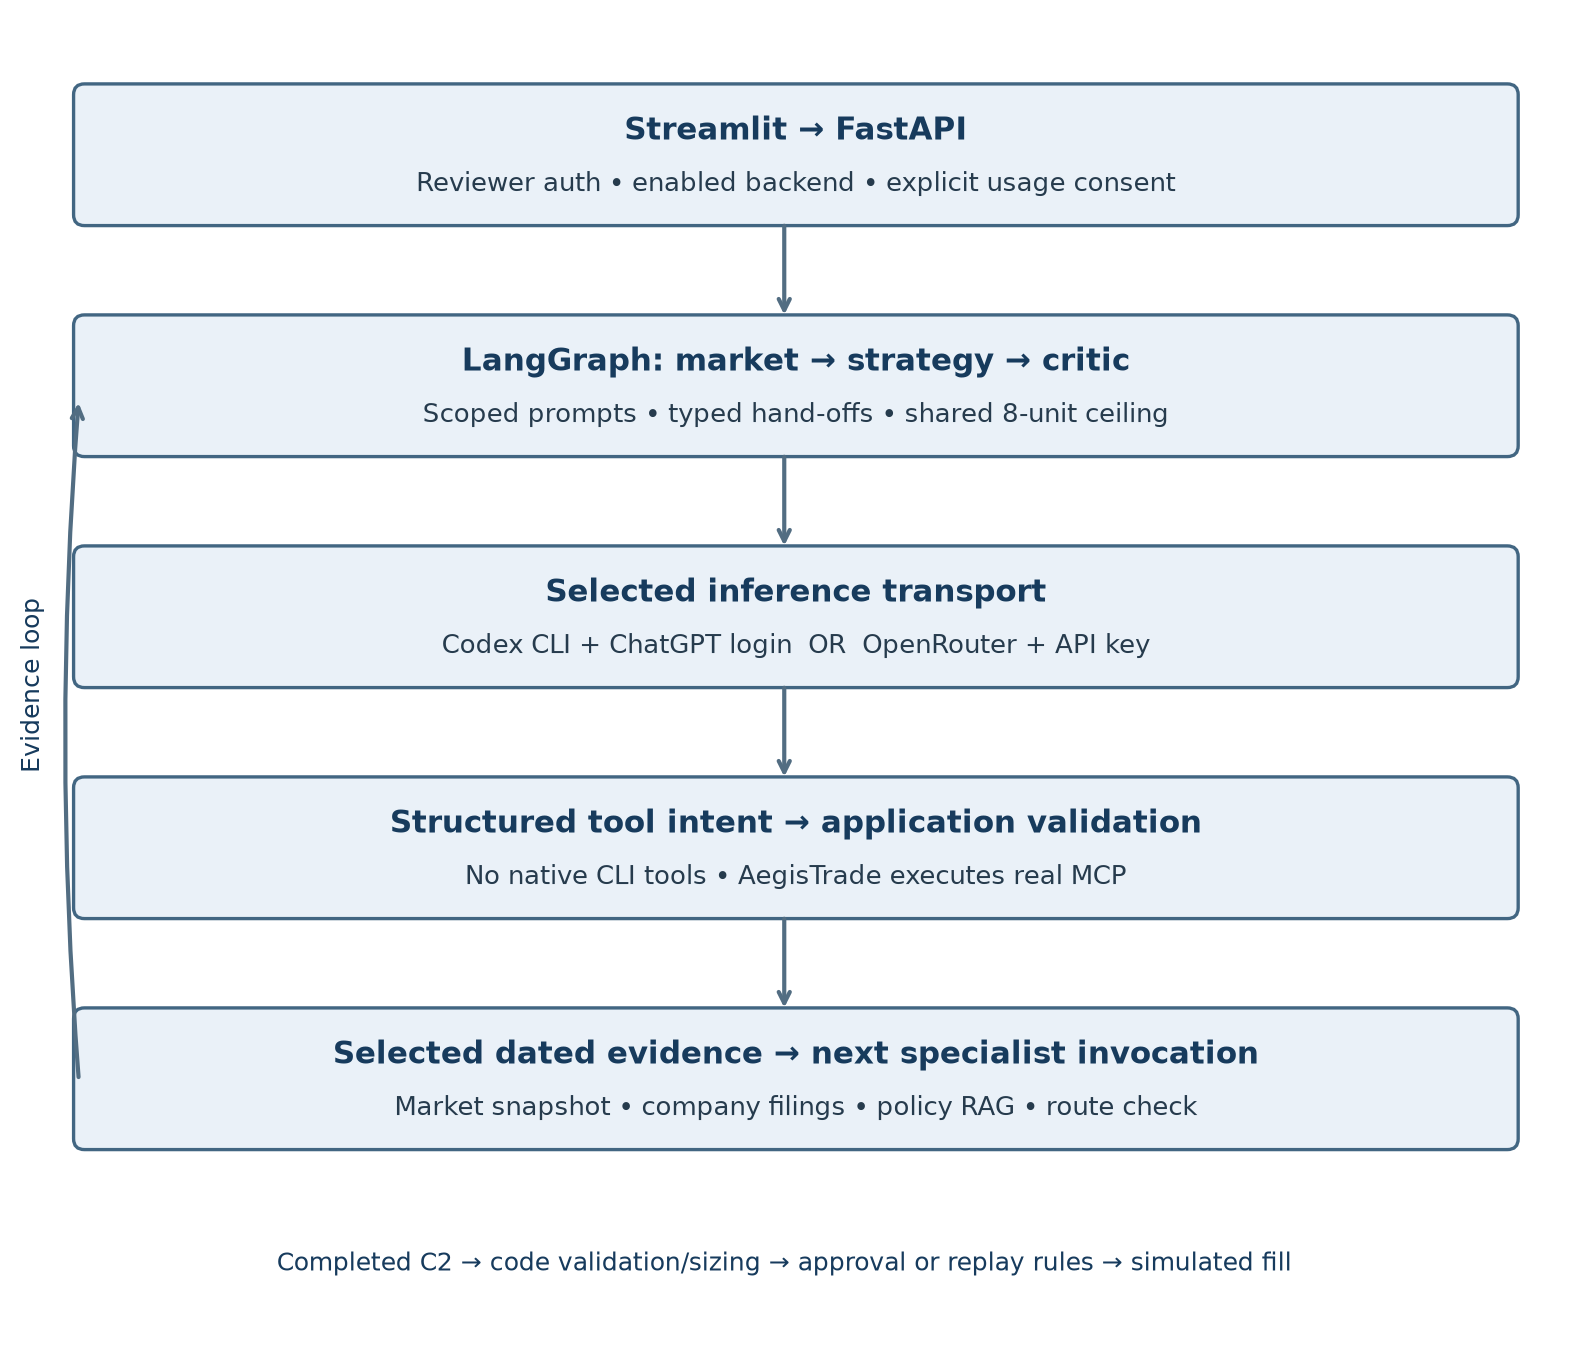 Streamlit → FastAPI
Reviewer auth • enabled backend • explicit usage consent
LangGraph: market → strategy → critic
Scoped prompts • typed hand-offs • shared 8-unit ceiling
Selected inference transport
Codex CLI + ChatGPT login  OR  OpenRouter + API key
Evidence loop
Structured tool intent → application validation
No native CLI tools • AegisTrade executes real MCP
Selected dated evidence → next specialist invocation
Market snapshot • company filings • policy RAG • route check
Completed C2 → code validation/sizing → approval or replay rules → simulated fill